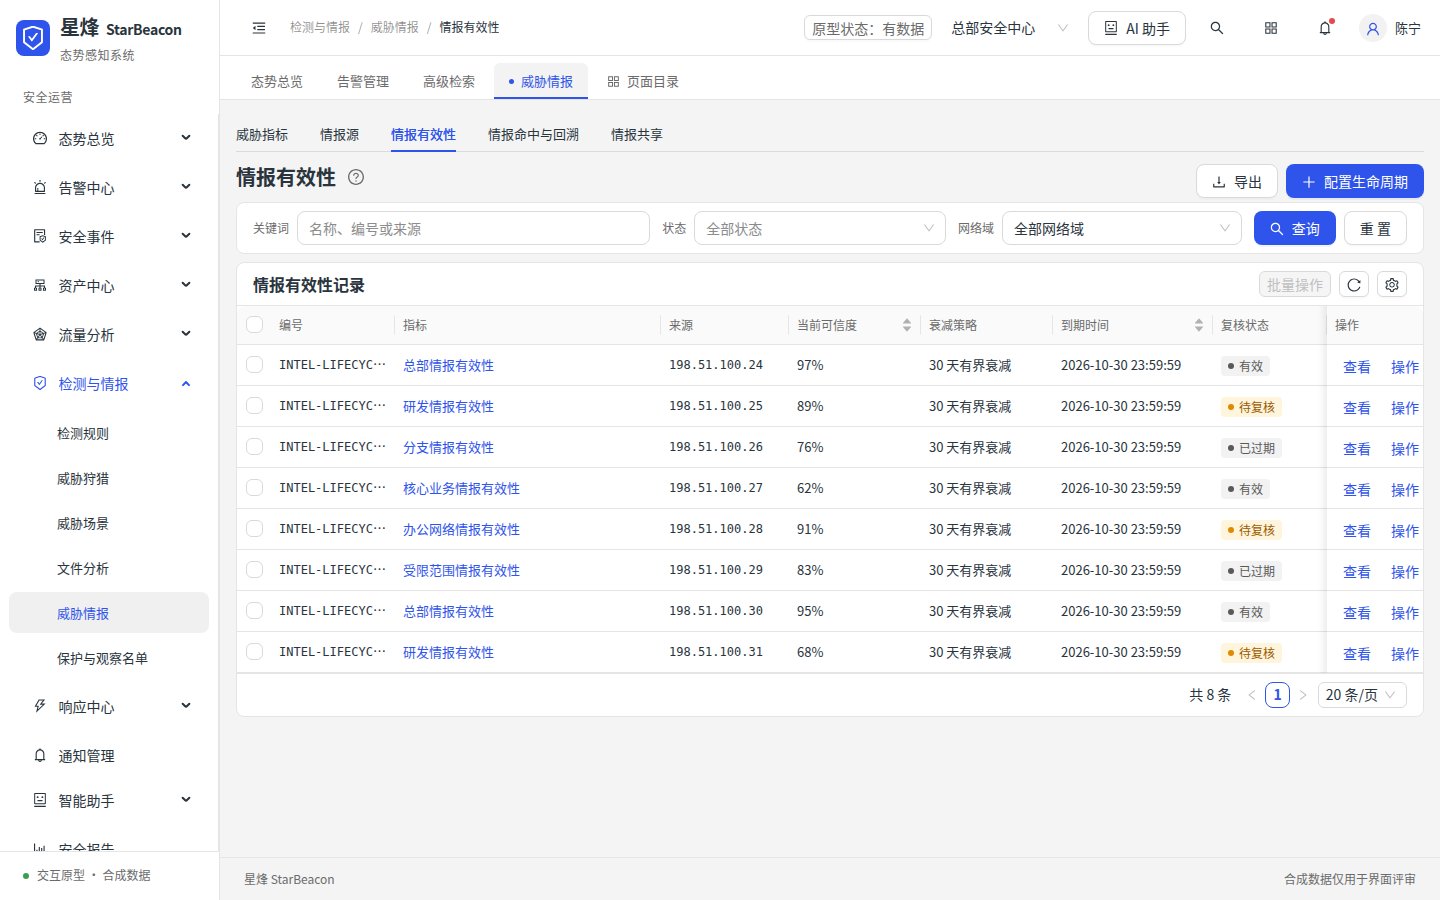 星烽 StarBeacon
态势感知系统
安全运营
态势总览
告警中心
安全事件
资产中心
流量分析
检测与情报
检测规则
威胁狩猎
威胁场景
文件分析
威胁情报
保护与观察名单
响应中心
通知管理
智能助手
安全报告
交互原型 · 合成数据
检测与情报 / 威胁情报 / 情报有效性
原型状态：有数据
总部安全中心
AI 助手
陈宁
态势总览
告警管理
高级检索
威胁情报
页面目录
威胁指标
情报源
情报有效性
情报命中与回溯
情报共享
情报有效性
导出
配置生命周期
关键词
名称、编号或来源
状态
全部状态
网络域
全部网络域
查询
重 置
情报有效性记录
批量操作
编号 指标 来源 当前可信度 衰减策略 到期时间 复核状态 操作
INTEL-LIFECYC··· 总部情报有效性 198.51.100.24 97% 30 天有界衰减 2026-10-30 23:59:59 有效 查看 操作
INTEL-LIFECYC··· 研发情报有效性 198.51.100.25 89% 30 天有界衰减 2026-10-30 23:59:59 待复核 查看 操作
INTEL-LIFECYC··· 分支情报有效性 198.51.100.26 76% 30 天有界衰减 2026-10-30 23:59:59 已过期 查看 操作
INTEL-LIFECYC··· 核心业务情报有效性 198.51.100.27 62% 30 天有界衰减 2026-10-30 23:59:59 有效 查看 操作
INTEL-LIFECYC··· 办公网络情报有效性 198.51.100.28 91% 30 天有界衰减 2026-10-30 23:59:59 待复核 查看 操作
INTEL-LIFECYC··· 受限范围情报有效性 198.51.100.29 83% 30 天有界衰减 2026-10-30 23:59:59 已过期 查看 操作
INTEL-LIFECYC··· 总部情报有效性 198.51.100.30 95% 30 天有界衰减 2026-10-30 23:59:59 有效 查看 操作
INTEL-LIFECYC··· 研发情报有效性 198.51.100.31 68% 30 天有界衰减 2026-10-30 23:59:59 待复核 查看 操作
共 8 条 1 20 条/页
星烽 StarBeacon
合成数据仅用于界面评审